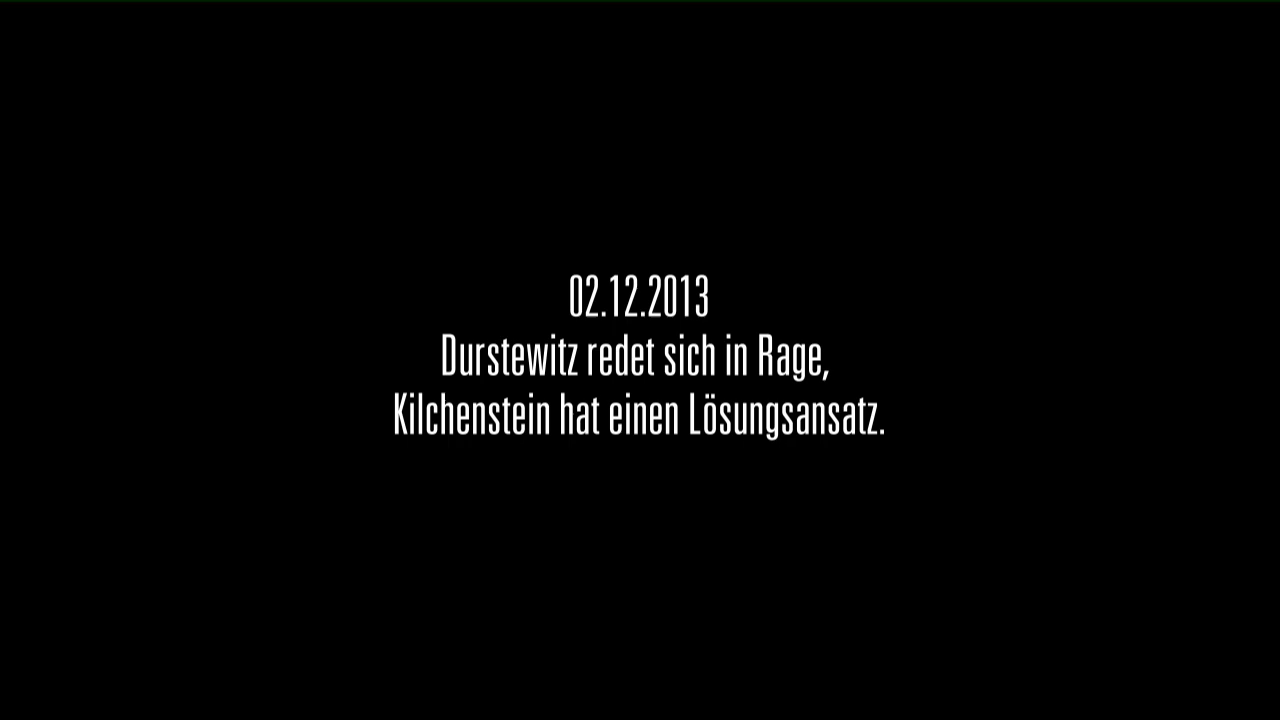 02.12.2013
Durstewitz redet sich in Rage,
Kilchenstein hat einen Lösungsansatz.